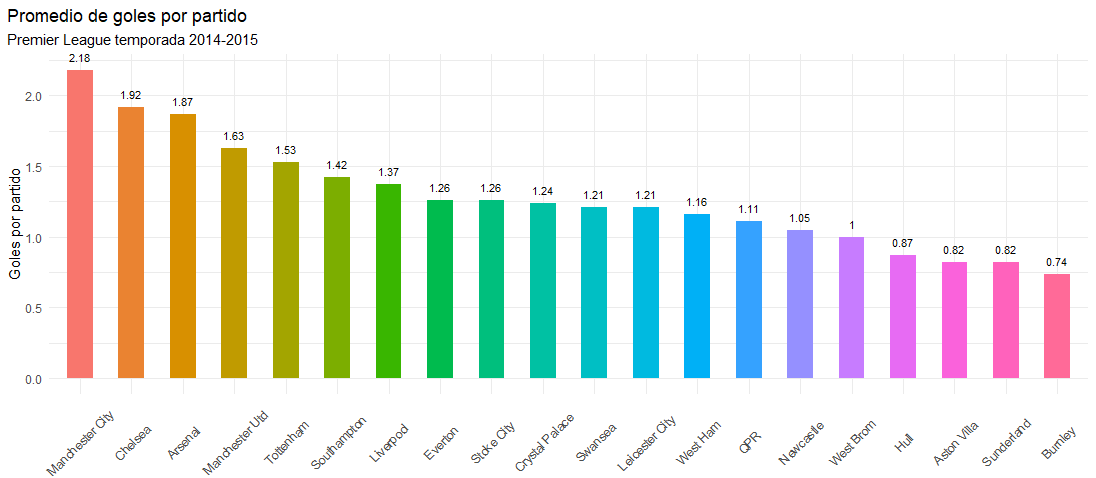 Promedio de goles por partido
Premier League temporada 2014-2015
Goles por partido
2.0
1.5
1.0
0.5
0.0
2.18
1.92
1.87
1.63
1.53
1.42
1.37
1.26
1.26
1.24
1.21
1.21
1.16
1.11
1.05
1
0.87
0.82
0.82
0.74
Manchester City
Chelsea
Arsenal
Manchester Utd
Tottenham
Southampton
Liverpool
Everton
Stoke City
Crystal Palace
Swansea
Leicester City
West Ham
QPR
Newcastle
West Brom
Hull
Aston Villa
Sunderland
Burnley